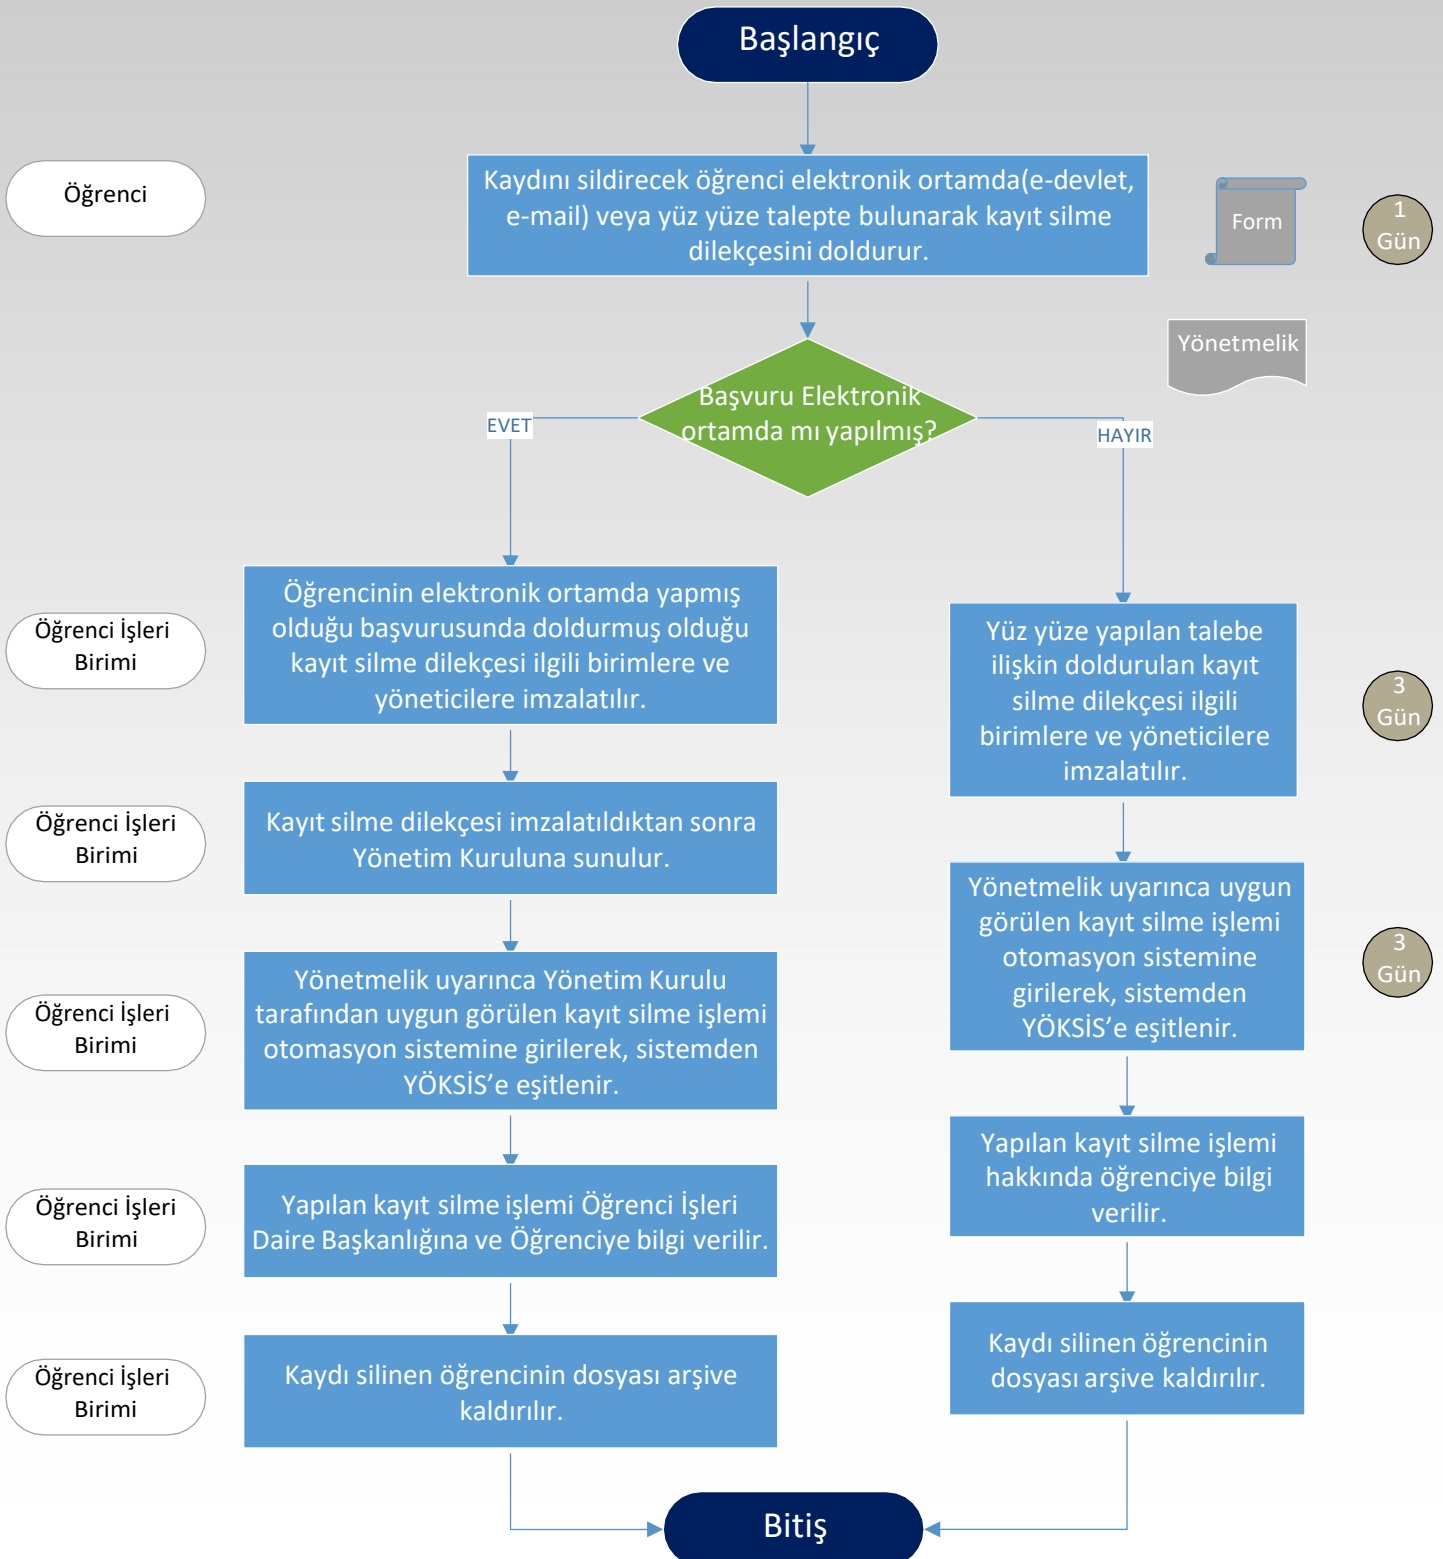 Başlangıç
Öğrenci
Kaydını sildirecek öğrenci elektronik ortamda(e-devlet,
e-mail) veya yüz yüze talepte bulunarak kayıt silme
dilekçesini doldurur.
Form
1
Gün
Yönetmelik
Başvuru Elektronik
ortamda mı yapılmış?
EVET
HAYIR
Öğrenci İşleri
Birimi
Öğrencinin elektronik ortamda yapmış
olduğu başvurusunda doldurmuş olduğu
kayıt silme dilekçesi ilgili birimlere ve
yöneticilere imzalatılır.
Yüz yüze yapılan talebe
ilişkin doldurulan kayıt
silme dilekçesi ilgili
birimlere ve yöneticilere
imzalatılır.
3
Gün
Öğrenci İşleri
Birimi
Kayıt silme dilekçesi imzalatıldıktan sonra
Yönetim Kuruluna sunulur.
Yönetmelik uyarınca uygun
görülen kayıt silme işlemi
otomasyon sistemine
girilerek, sistemden
YÖKSİS’e eşitlenir.
3
Gün
Öğrenci İşleri
Birimi
Yönetmelik uyarınca Yönetim Kurulu
tarafından uygun görülen kayıt silme işlemi
otomasyon sistemine girilerek, sistemden
YÖKSİS’e eşitlenir.
Yapılan kayıt silme işlemi
hakkında öğrenciye bilgi
verilir.
Öğrenci İşleri
Birimi
Yapılan kayıt silme işlemi Öğrenci İşleri
Daire Başkanlığına ve Öğrenciye bilgi verilir.
Kaydı silinen öğrencinin
dosyası arşive kaldırılır.
Öğrenci İşleri
Birimi
Kaydı silinen öğrencinin dosyası arşive
kaldırılır.
Bitiş